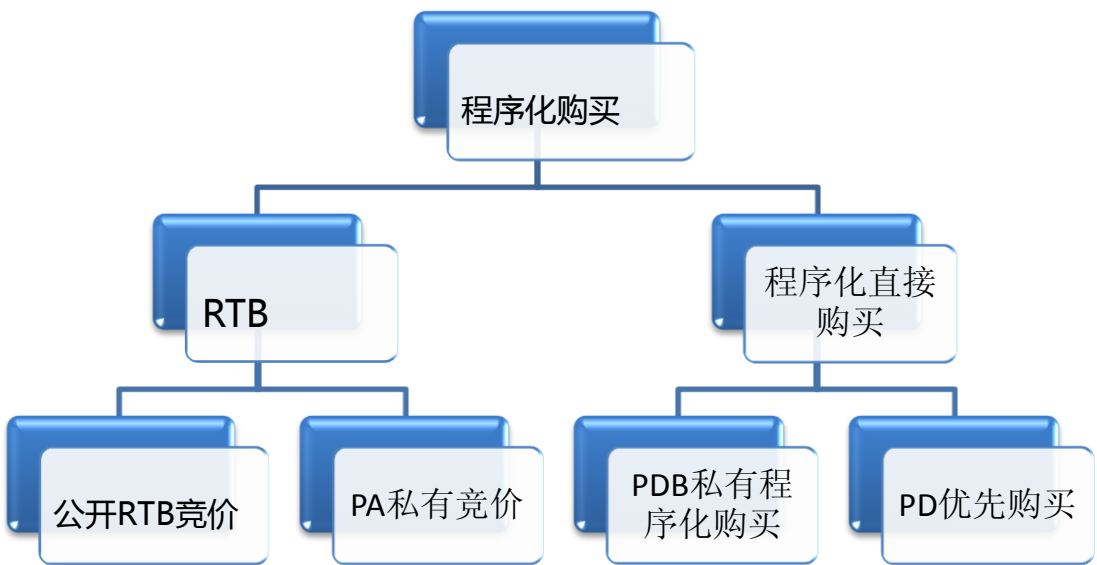 程序化购买
RTB
程序化直接
购买
公开RTB竞价
PA私有竞价
PDB私有程
序化购买
PD优先购买